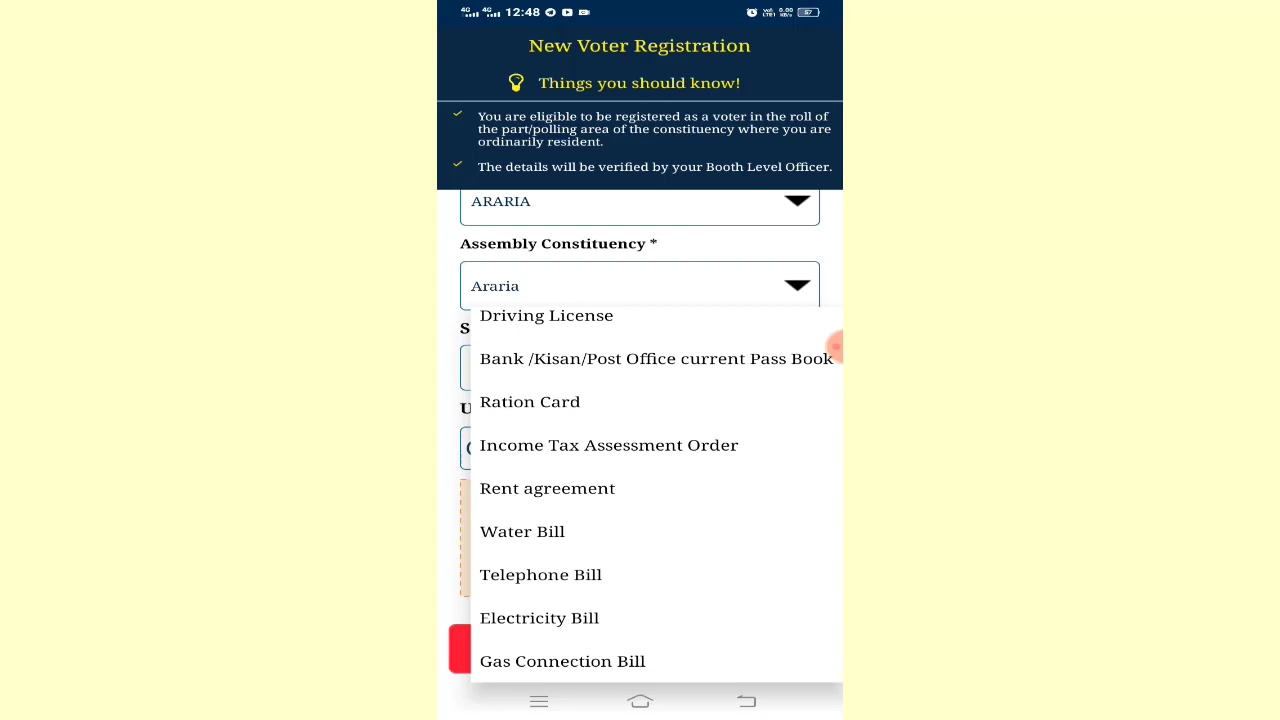 4G 4G 12:48
57
New Voter Registration
Things you should know!
You are eligible to be registered as a voter in the roll of
the part/polling area of the constituency where you are
ordinarily resident.
The details will be verified by your Booth Level Officer.
ARARIA
Assembly Constituency *
Araria
S
U
Driving License
Bank /Kisan/Post Office current Pass Book
Ration Card
Income Tax Assessment Order
Rent agreement
Water Bill
Telephone Bill
Electricity Bill
Gas Connection Bill